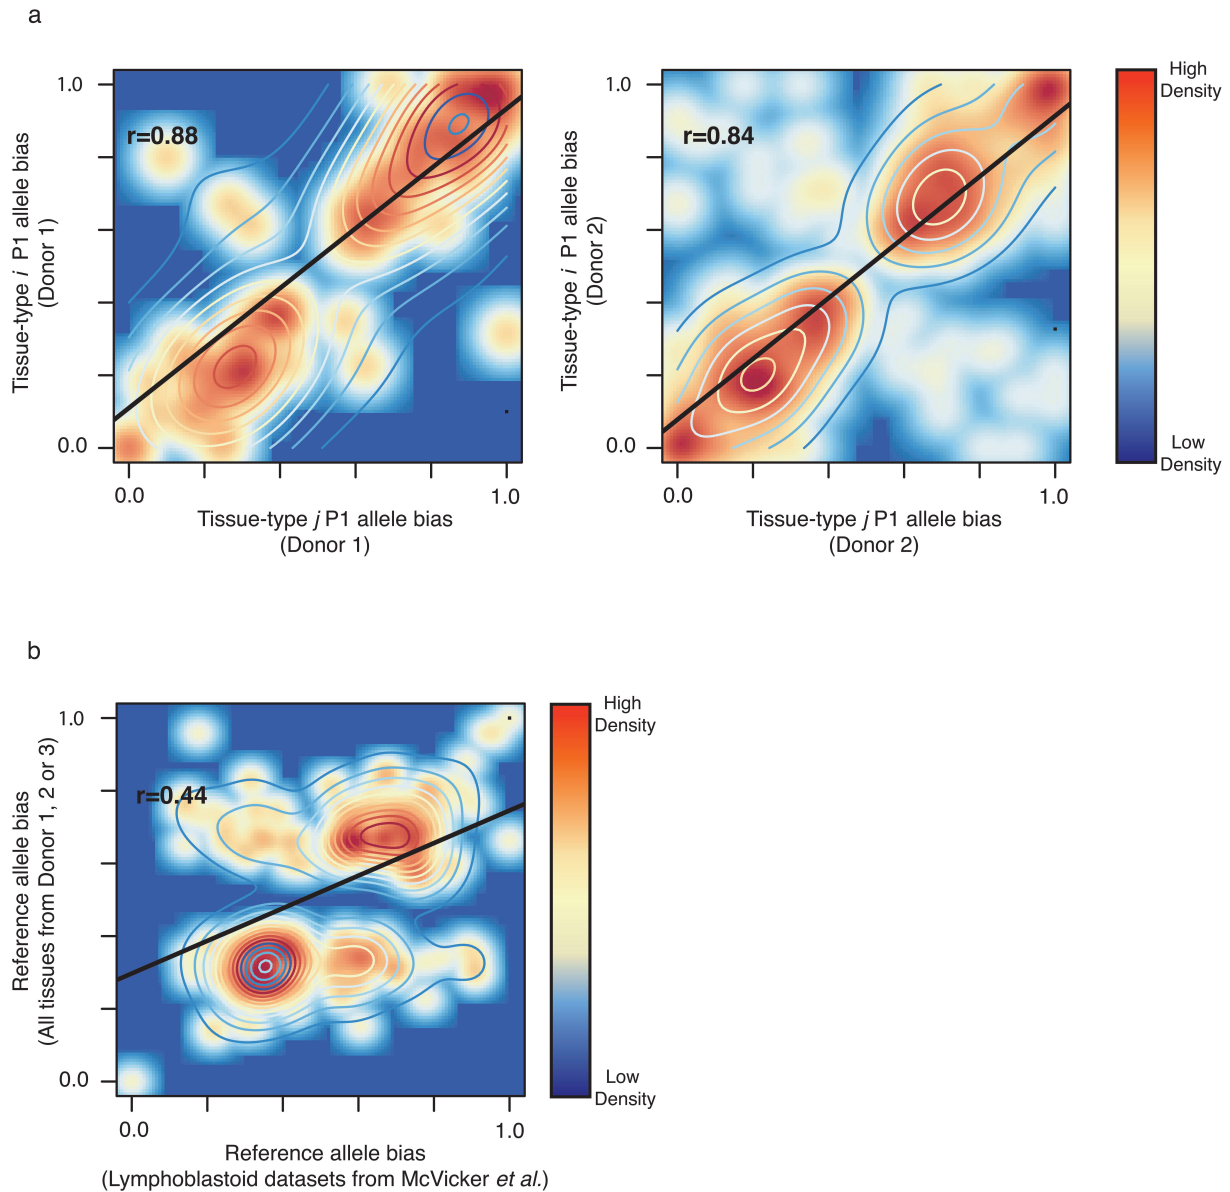 a
1.0
r=0.88
0.0
Tissue-type i P1 allele bias
(Donor 1)
0.0
1.0
Tissue-type j P1 allele bias
(Donor 1)
1.0
r=0.84
0.0
Tissue-type i P1 allele bias
(Donor 2)
0.0
1.0
Tissue-type j P1 allele bias
(Donor 2)
High
Density
Low
Density
b
1.0
r=0.44
0.0
Reference allele bias
(All tissues from Donor 1, 2 or 3)
0.0
1.0
Reference allele bias
(Lymphoblastoid datasets from McVicker et al.)
High
Density
Low
Density